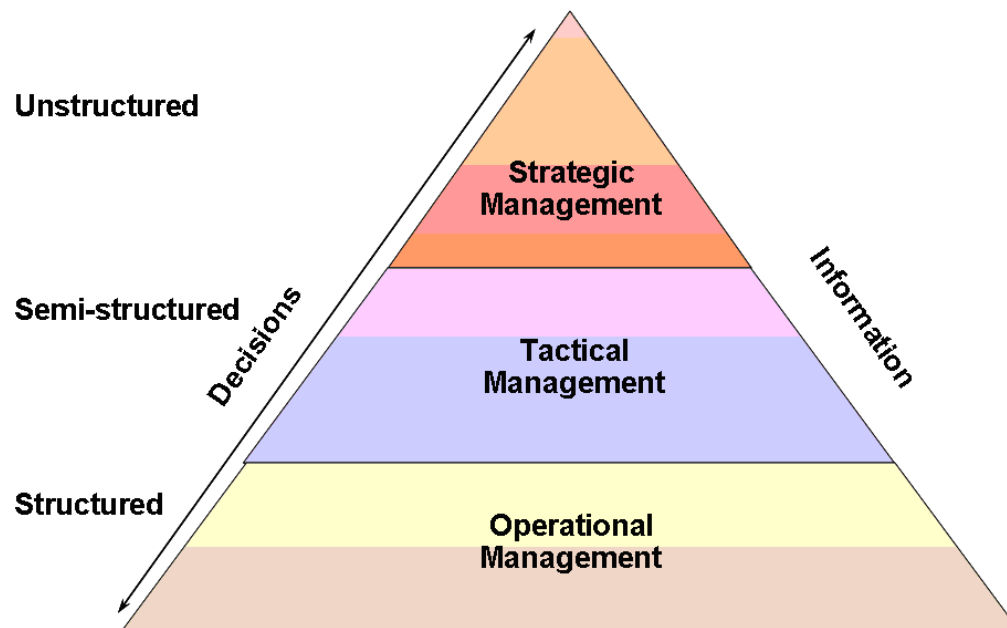 Unstructured
Strategic
Management
Semi-structured
Decisions
Information
Tactical
Management
Structured
Operational
Management